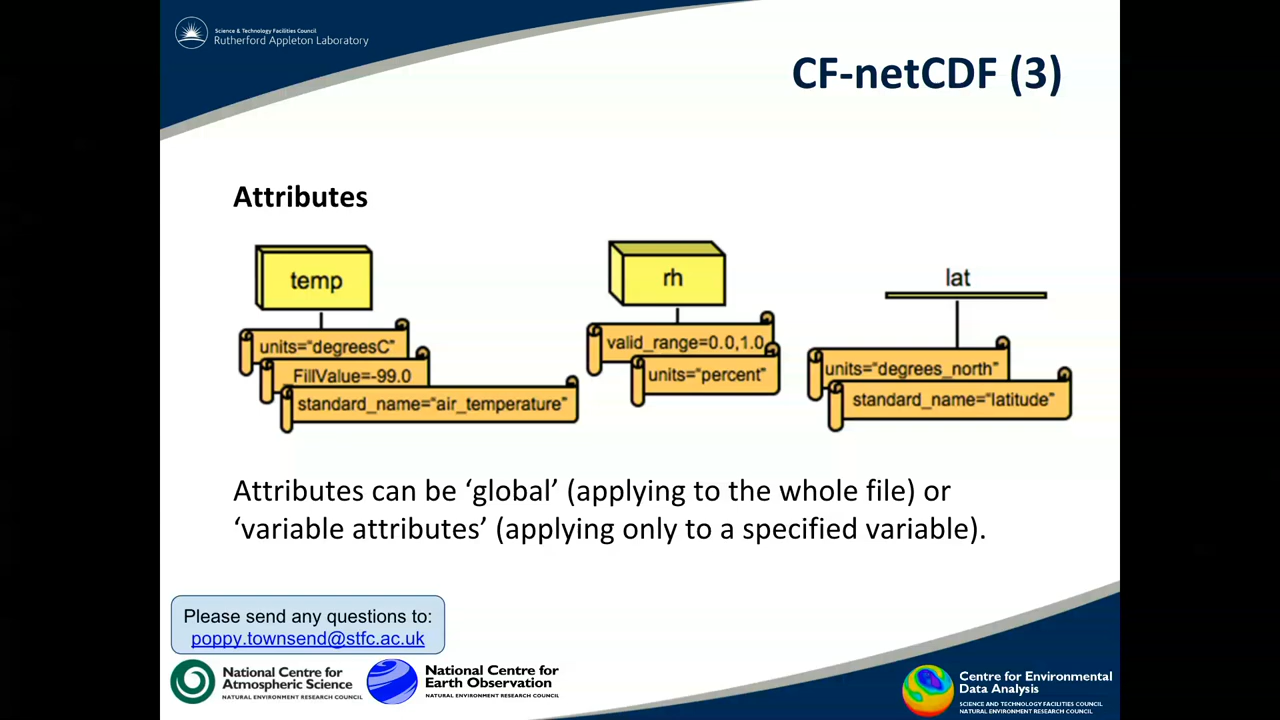 Science & Technology Facilities Council
Rutherford Appleton Laboratory
CF-netCDF (3)
Attributes
temp
units="degreesC"
_FillValue=-99.0
standard_name="air_temperature"
rh
valid_range=0.0,1.0
units="percent"
lat
units="degrees_north"
standard_name="latitude"
Attributes can be ‘global’ (applying to the whole file) or
‘variable attributes’ (applying only to a specified variable).
Please send any questions to:
poppy.townsend@stfc.ac.uk
National Centre for
Atmospheric Science
NATURAL ENVIRONMENT RESEARCH COUNCIL
National Centre for
Earth Observation
NATURAL ENVIRONMENT RESEARCH COUNCIL
Centre for Environmental
Data Analysis
SCIENCE AND TECHNOLOGY FACILITIES COUNCIL
NATURAL ENVIRONMENT RESEARCH COUNCIL